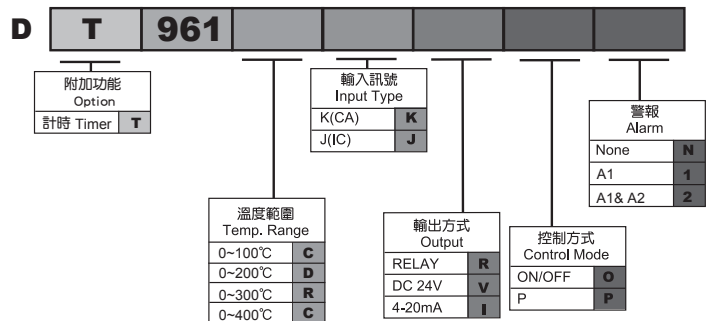 D T 961
附加功能
Option
計時 Timer T
輸入訊號
Input Type
K(CA) K
J(IC) J
警報
Alarm
None N
A1 1
A1& A2 2
溫度範圍
Temp. Range
0~100℃ C
0~200℃ D
0~300℃ R
0~400℃ C
輸出方式
Output
RELAY R
DC 24V V
4-20mA I
控制方式
Control Mode
ON/OFF O
P P